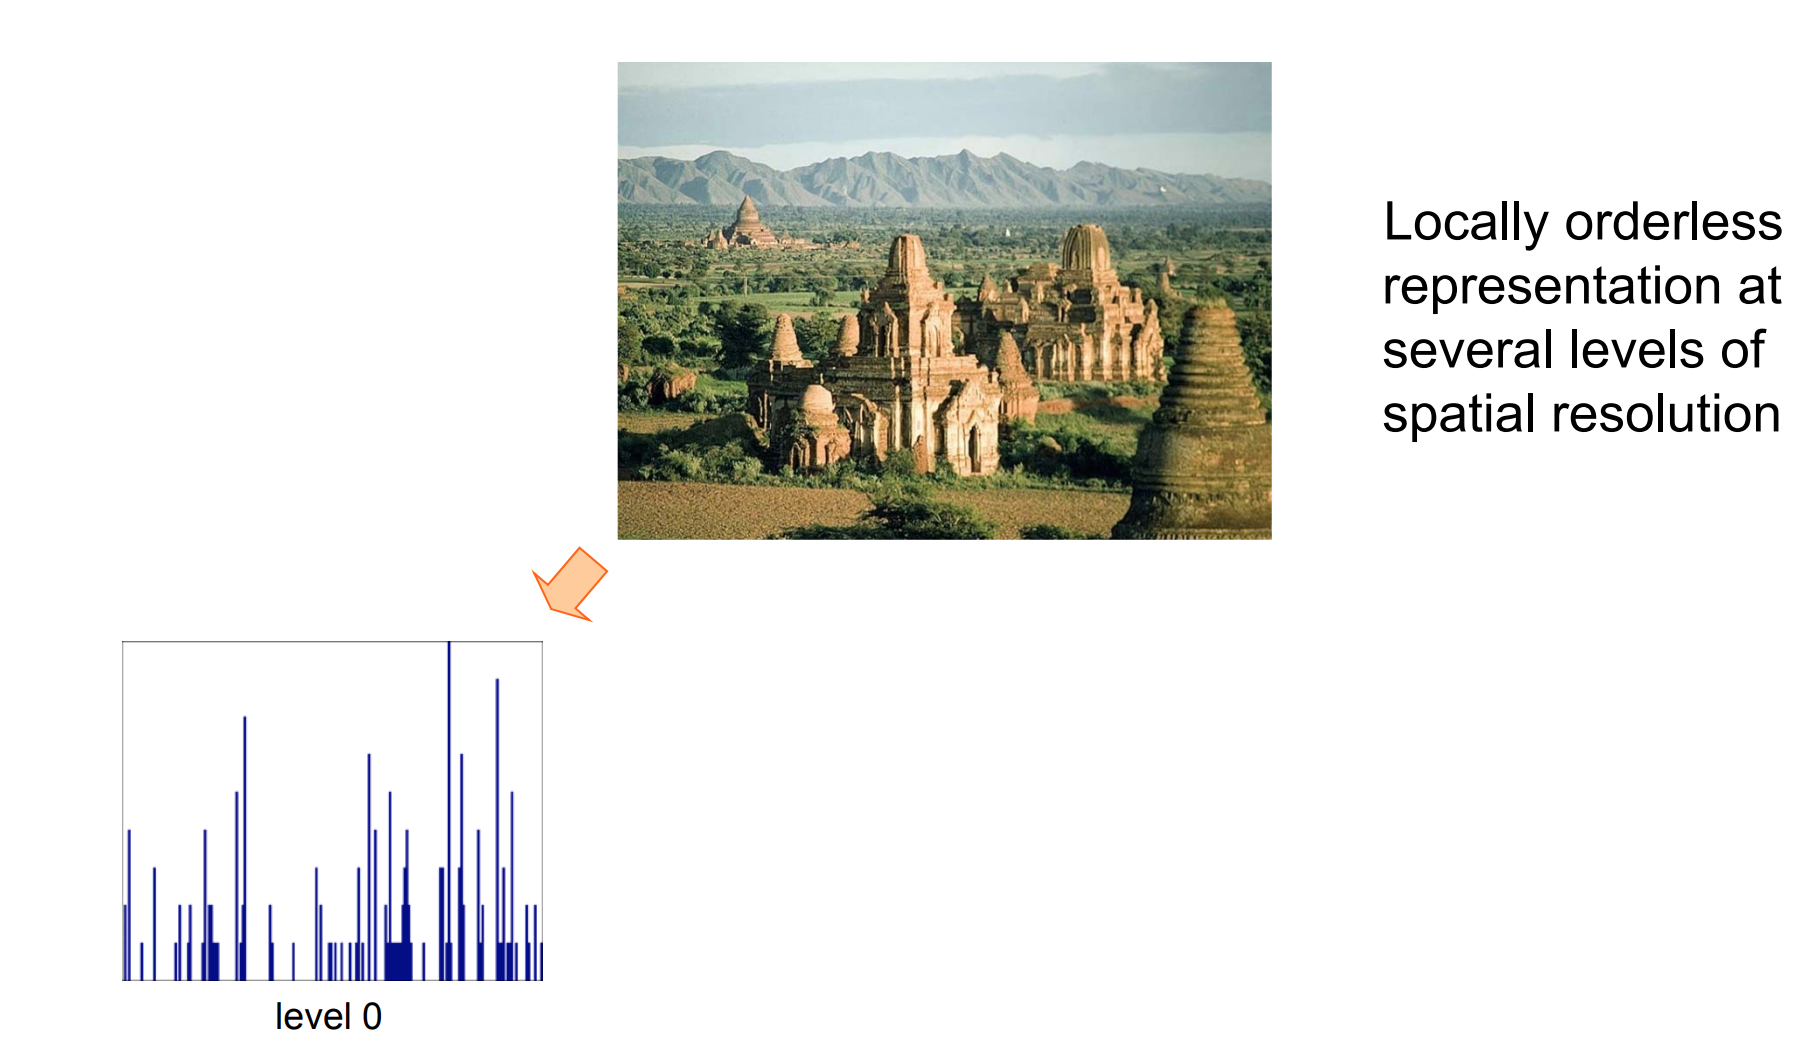 Locally orderless
representation at
several levels of
spatial resolution
level 0